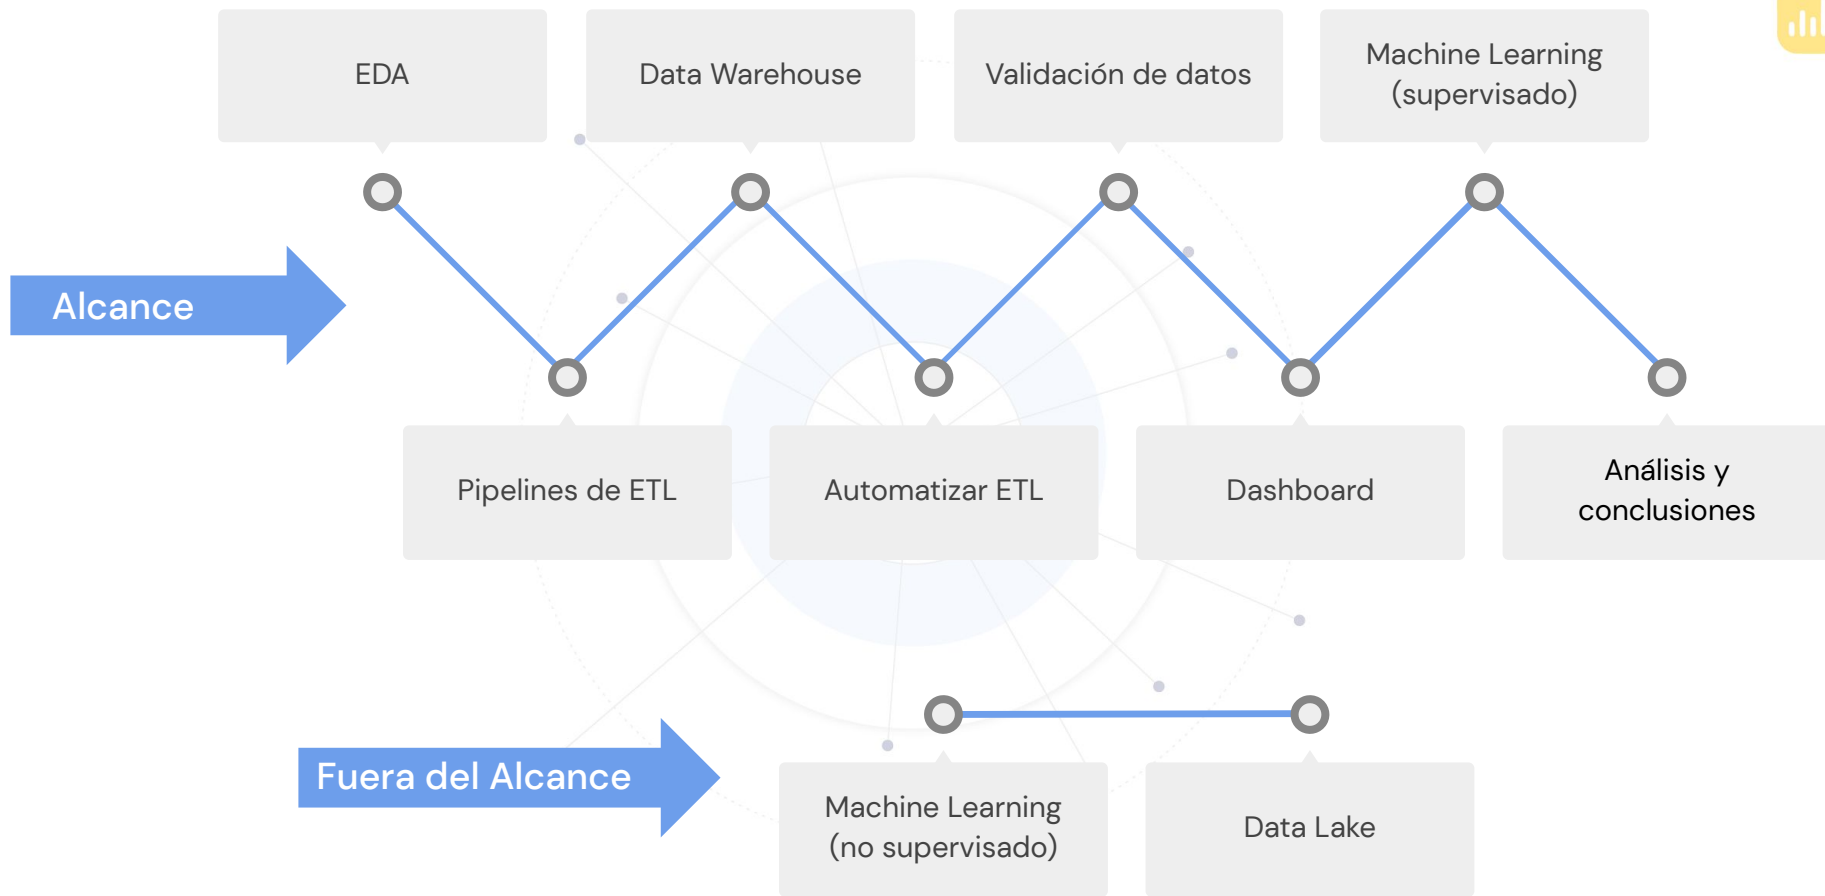 EDA
Data Warehouse
Validación de datos
Machine Learning
(supervisado)
Alcance
Pipelines de ETL
Automatizar ETL
Dashboard
Análisis y
conclusiones
Fuera del Alcance
Machine Learning
(no supervisado)
Data Lake